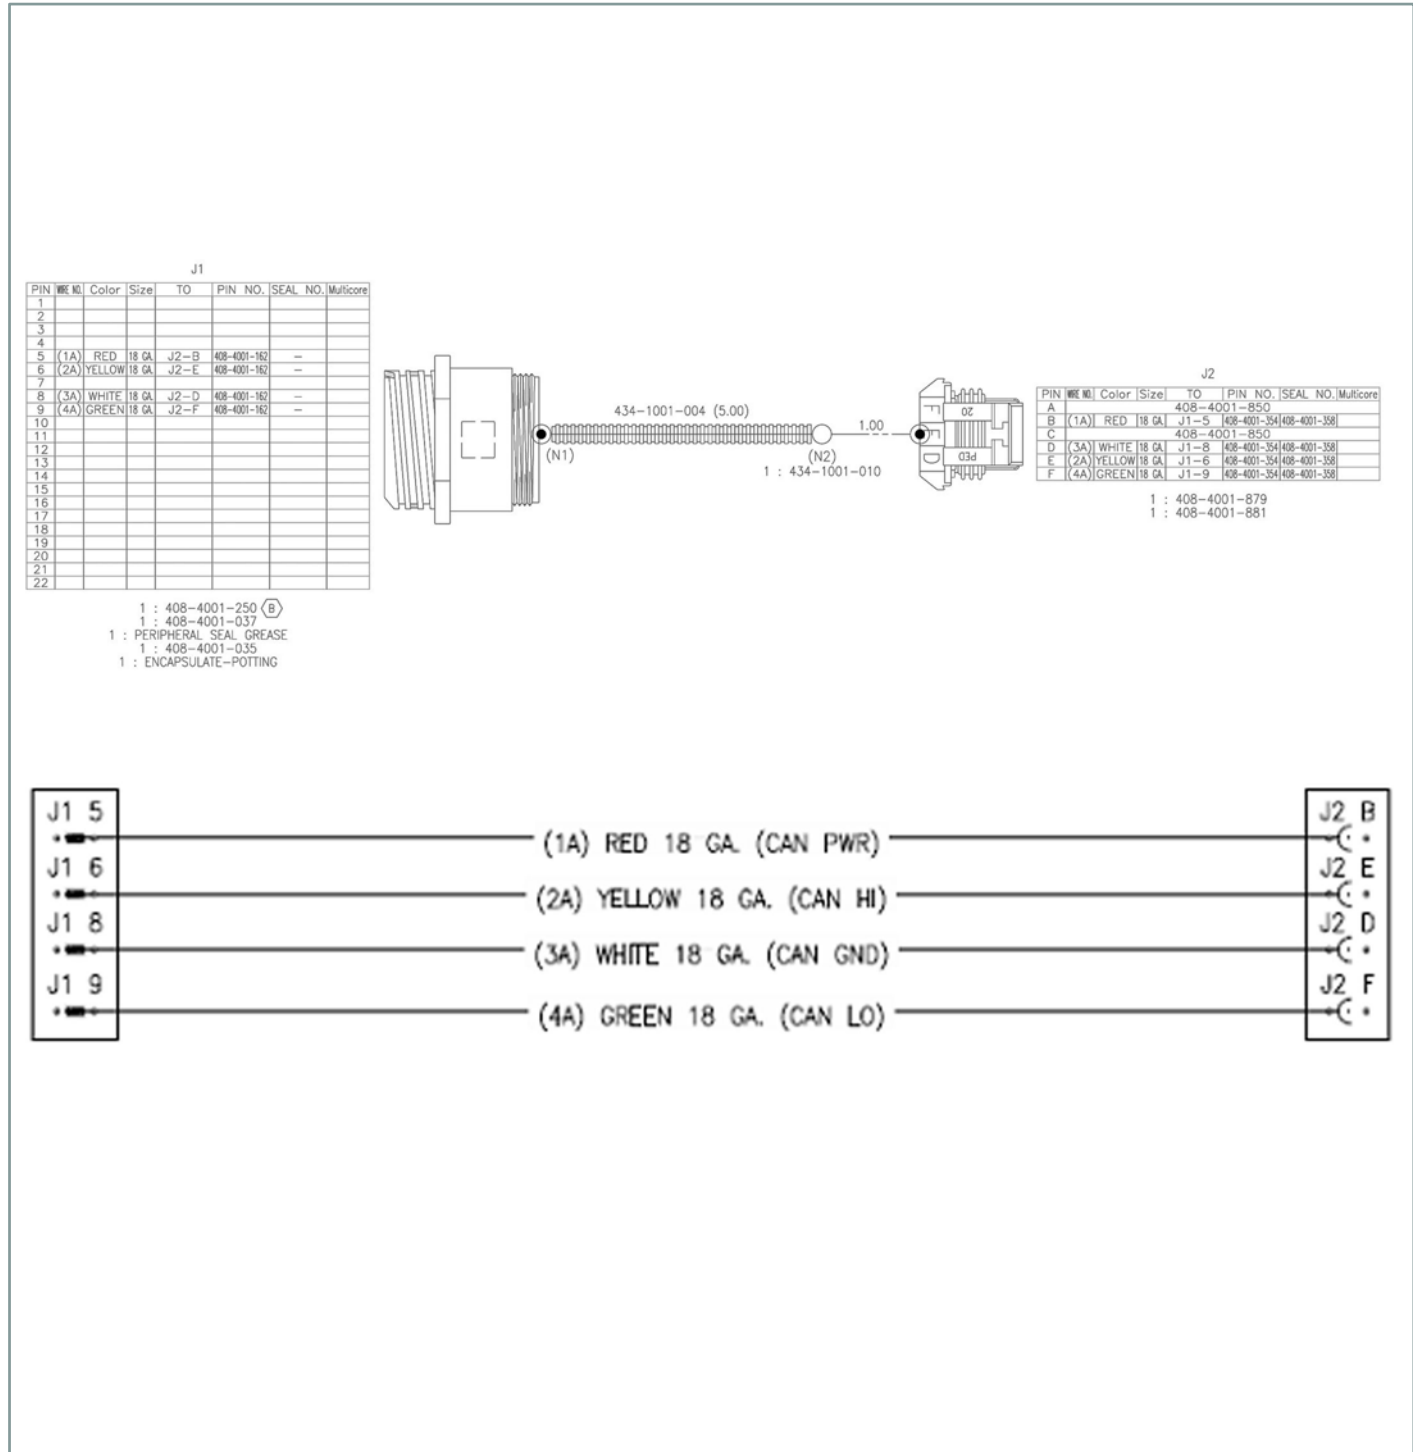 J1
PIN WIRE NO. Color Size TO PIN NO. SEAL NO. Multicore
1
2
3
4
5 (1A) RED 18 GA. J2-B 408-4001-162 -
6 (2A) YELLOW 18 GA. J2-E 408-4001-162 -
7
8 (3A) WHITE 18 GA. J2-D 408-4001-162 -
9 (4A) GREEN 18 GA. J2-F 408-4001-162 -
10
11
12
13
14
15
16
17
18
19
20
21
22
1 : 408-4001-250 B
1 : 408-4001-037
1 : PERIPHERAL SEAL GREASE
1 : 408-4001-035
1 : ENCAPSULATE-POTTING
434-1001-004 (5.00)
(N1)
(N2)
1 : 434-1001-010
1.00
F
20
D
PED
J2
PIN WIRE NO. Color Size TO PIN NO. SEAL NO. Multicore
A 408-4001-850
B (1A) RED 18 GA. J1-5 408-4001-354 408-4001-358
C 408-4001-850
D (3A) WHITE 18 GA. J1-8 408-4001-354 408-4001-358
E (2A) YELLOW 18 GA. J1-6 408-4001-354 408-4001-358
F (4A) GREEN 18 GA. J1-9 408-4001-354 408-4001-358
1 : 408-4001-879
1 : 408-4001-881
J1 5
(1A) RED 18 GA. (CAN PWR)
J2 B
J1 6
(2A) YELLOW 18 GA. (CAN HI)
J2 E
J1 8
(3A) WHITE 18 GA. (CAN GND)
J2 D
J1 9
(4A) GREEN 18 GA. (CAN LO)
J2 F